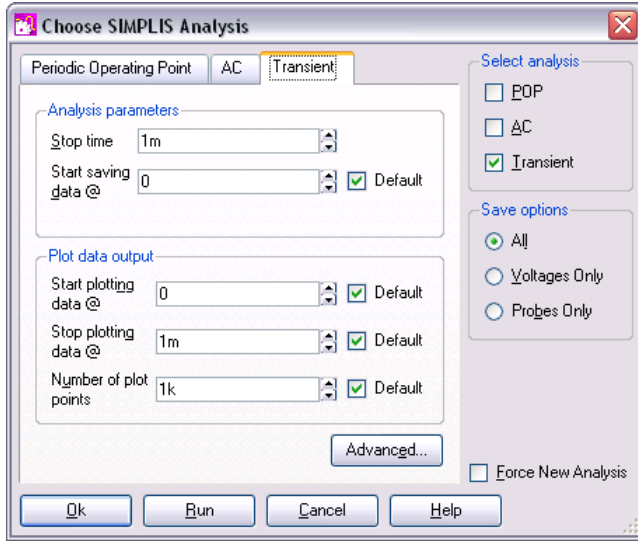 Choose SIMPLIS Analysis
Periodic Operating Point
AC
Transient
Analysis parameters
Stop time
1m
Start saving
data @
0
Default
Plot data output
Start plotting
data @
0
Default
Stop plotting
data @
1m
Default
Number of plot
points
1k
Default
Advanced...
Select analysis
POP
AC
Transient
Save options
All
Voltages Only
Probes Only
Force New Analysis
Ok
Run
Cancel
Help